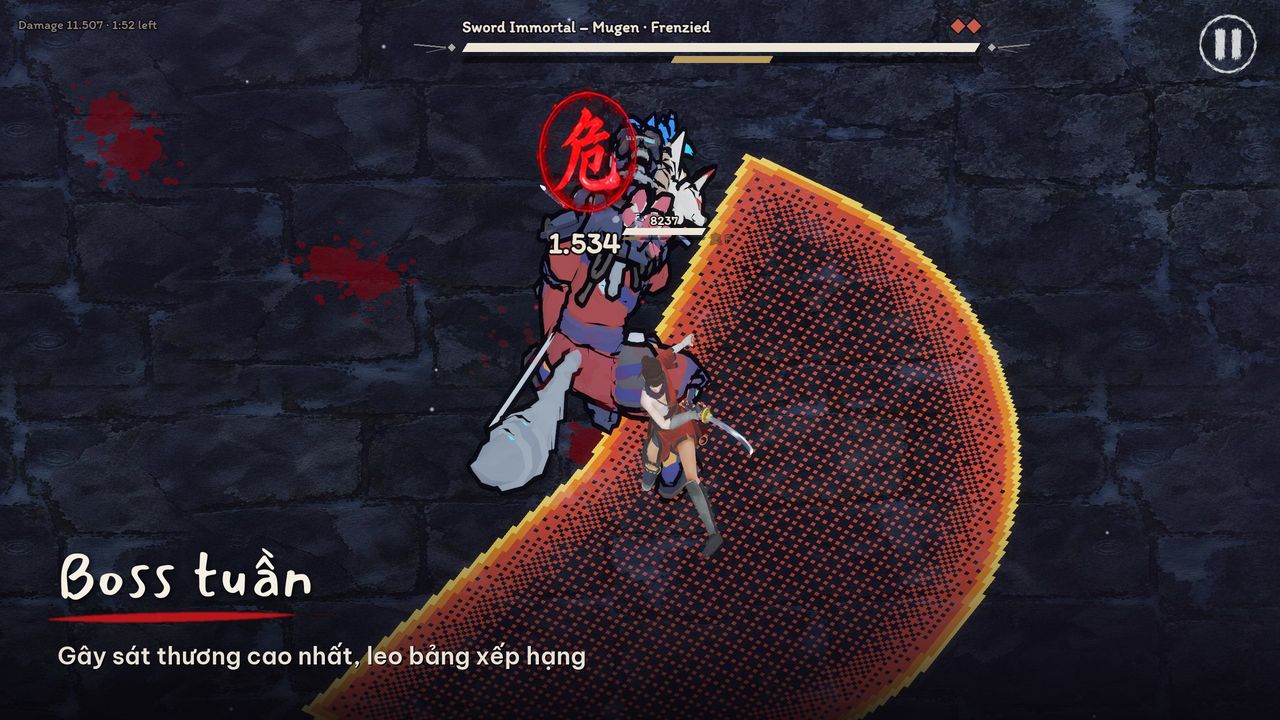 Damage 11.507 · 1:52 left
Sword Immortal – Mugen · Frenzied
危
8237
1.534
Boss tuần
Gây sát thương cao nhất, leo bảng xếp hạng